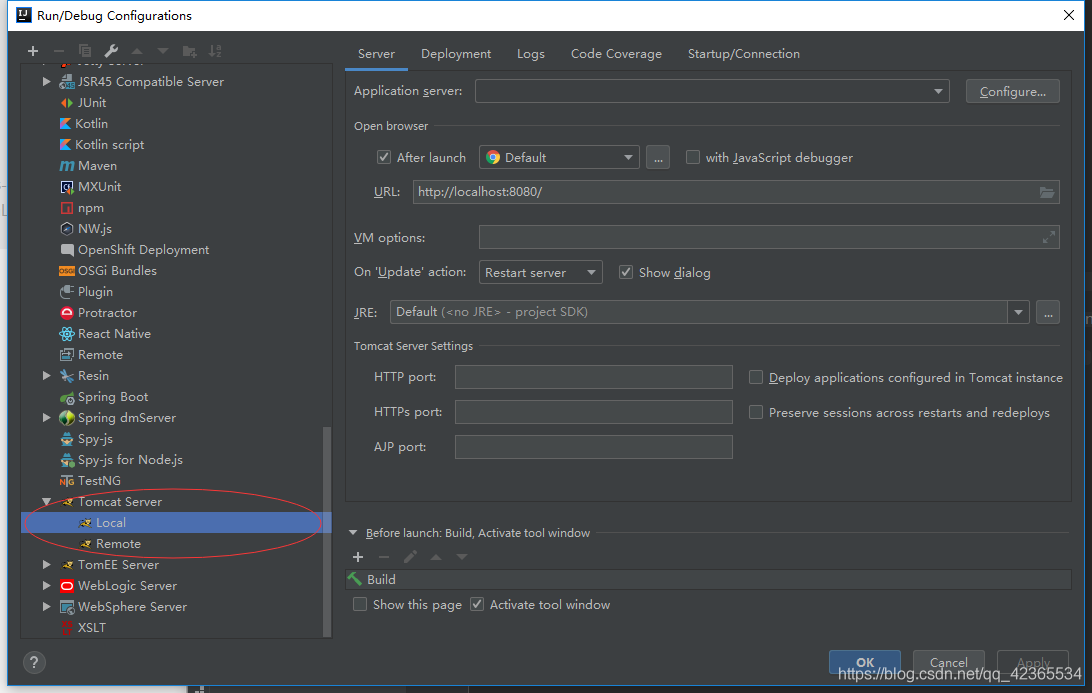 Run/Debug Configurations
Jetty Server
JSR45 Compatible Server
JUnit
Kotlin
Kotlin script
Maven
MXUnit
npm
NW.js
OpenShift Deployment
OSGi Bundles
Plugin
Protractor
React Native
Remote
Resin
Spring Boot
Spring dmServer
Spy-js
Spy-js for Node.js
TestNG
Tomcat Server
Local
Remote
TomEE Server
WebLogic Server
WebSphere Server
XSLT
?
Server Deployment Logs Code Coverage Startup/Connection
Application server: Configure...
Open browser
After launch Default ... with JavaScript debugger
URL: http://localhost:8080/
VM options:
On 'Update' action: Restart server Show dialog
JRE: Default (<no JRE> - project SDK) ...
Tomcat Server Settings
HTTP port: Deploy applications configured in Tomcat instance
HTTPs port: Preserve sessions across restarts and redeploys
AJP port:
Before launch: Build, Activate tool window
Build
Show this page Activate tool window
OK Cancel Apply
https://blog.csdn.net/qq_42365534